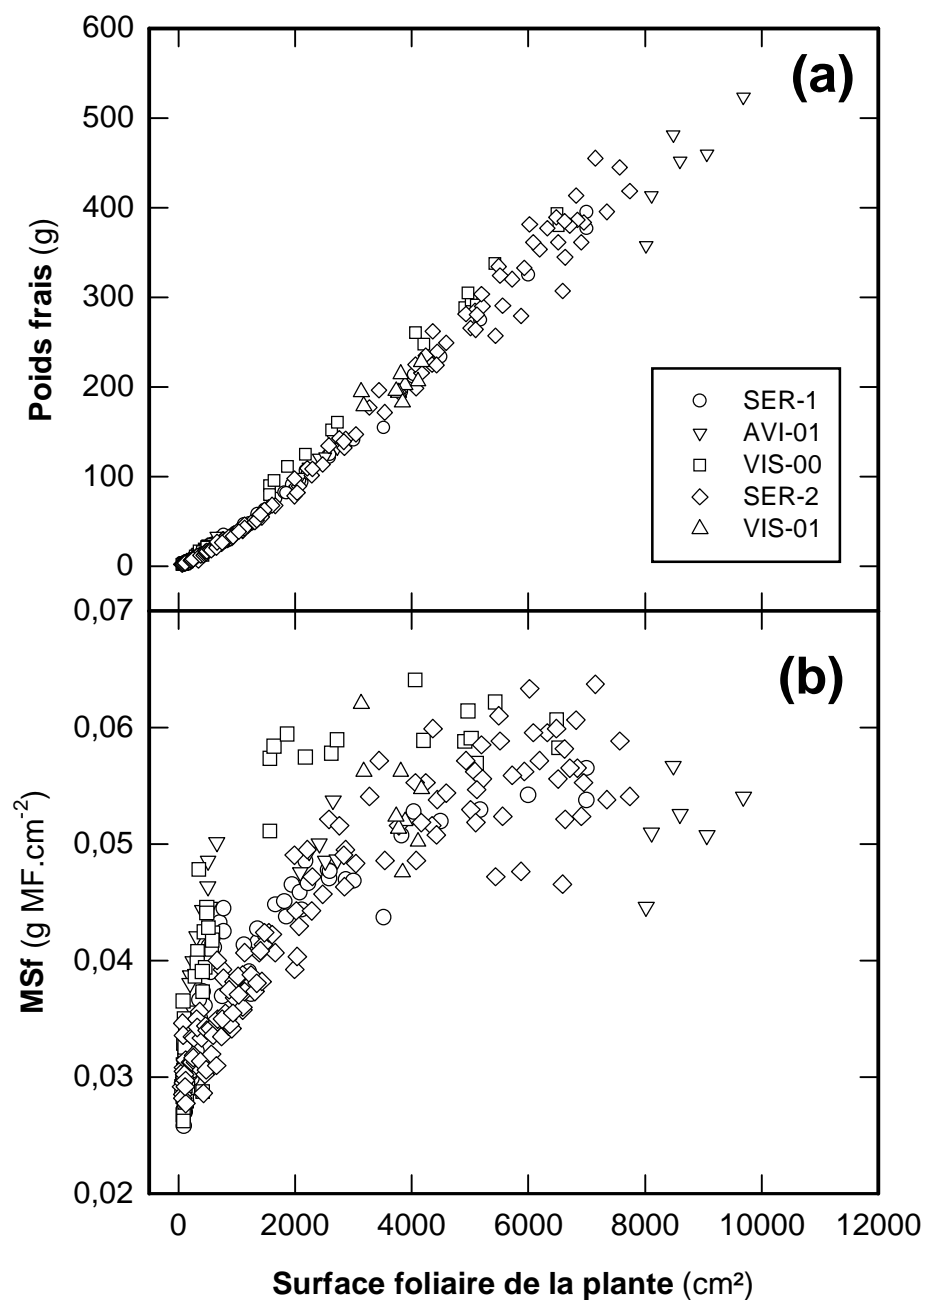 600
(a)
500
400
300
200
100
0
Poids frais (g)
SER-1
AVI-01
VIS-00
SER-2
VIS-01
0,07
(b)
0,06
0,05
0,04
0,03
0,02
MSf (g MF.cm⁻²)
0 2000 4000 6000 8000 10000 12000
Surface foliaire de la plante (cm²)